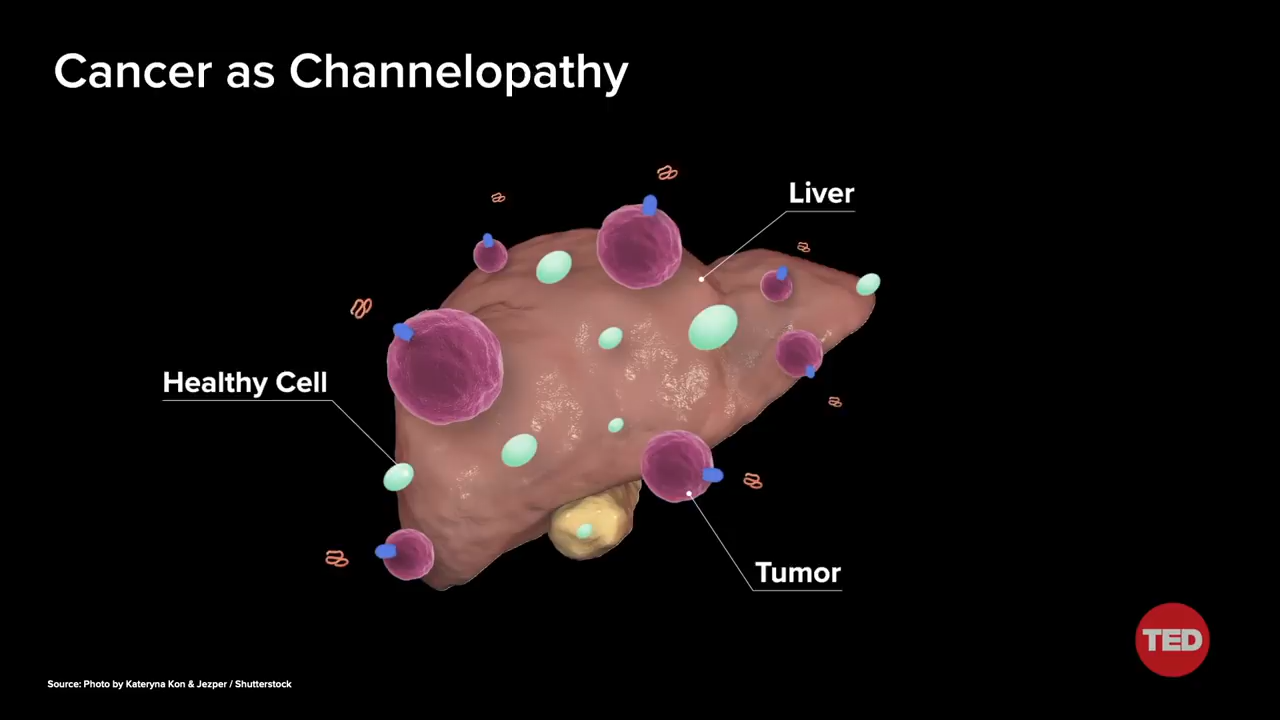 Cancer as Channelopathy
Liver
Healthy Cell
Tumor
TED
Source: Photo by Kateryna Kon & Jezper / Shutterstock